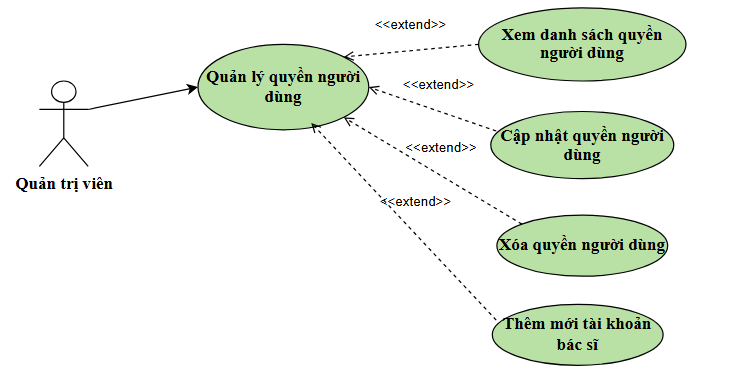 <<extend>>
Xem danh sách quyền
người dùng
Quản lý quyền người
dùng
<<extend>>
Cập nhật quyền người
dùng
<<extend>>
Quản trị viên
<<extend>>
Xóa quyền người dùng
Thêm mới tài khoản
bác sĩ